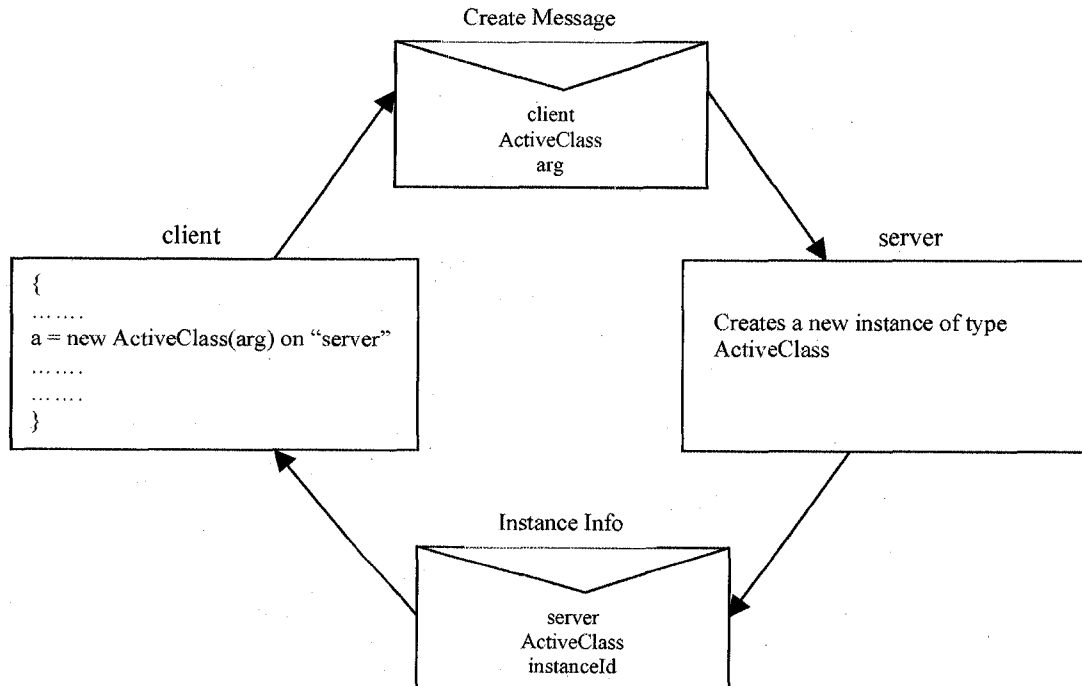 Create Message
client
ActiveClass
arg
client
{
.......
a = new ActiveClass(arg) on “server”
.......
.......
}
server
Creates a new instance of type
ActiveClass
Instance Info
server
ActiveClass
instanceId